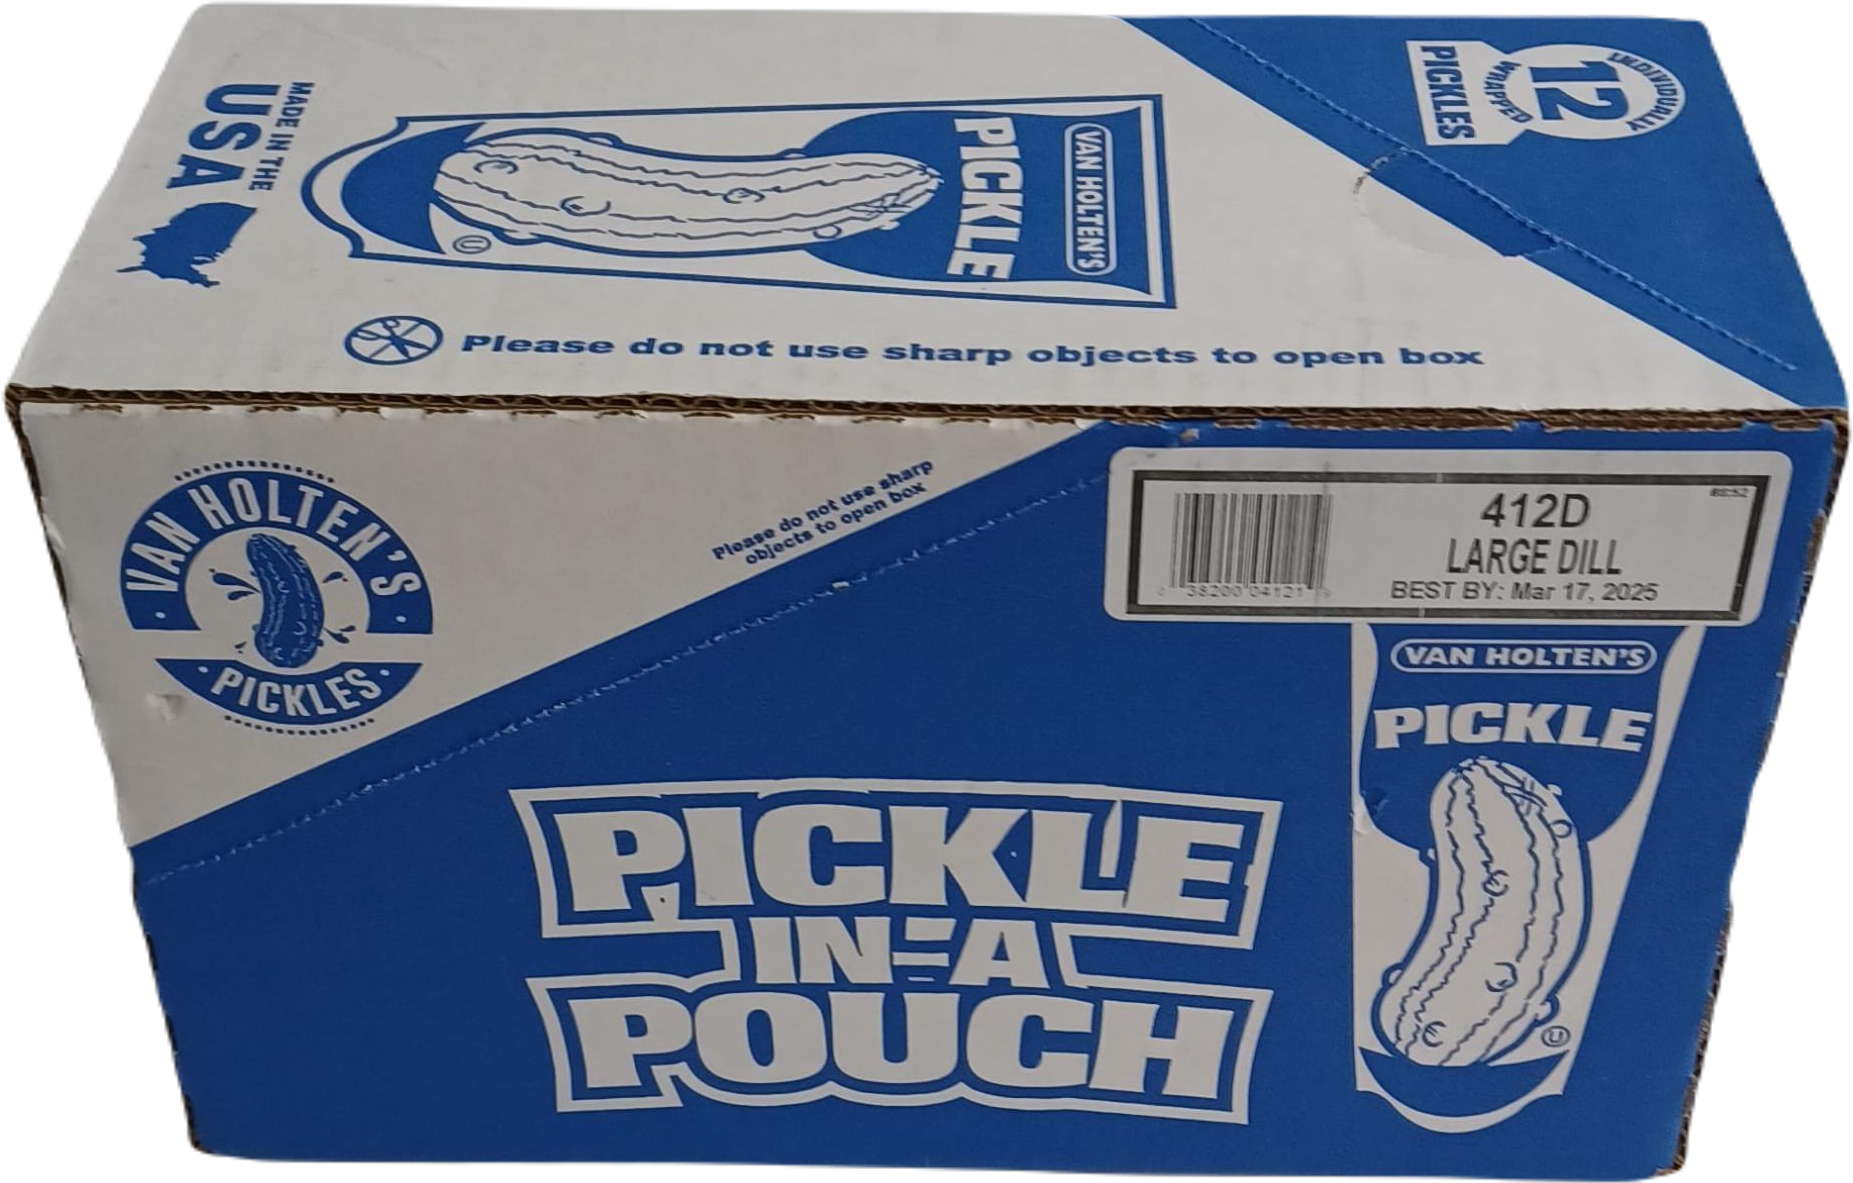 INDIVIDUALLY
12
WRAPPED
PICKLES
MADE IN THE
USA
VAN HOLTEN'S
PICKLE
U
Please do not use sharp objects to open box
VAN HOLTEN'S
PICKLES
Please do not use sharp
objects to open box
412D
LARGE DILL
BEST BY: Mar 17, 2025
38200 04121
VAN HOLTEN'S
PICKLE
U
PICKLE
IN-A
POUCH